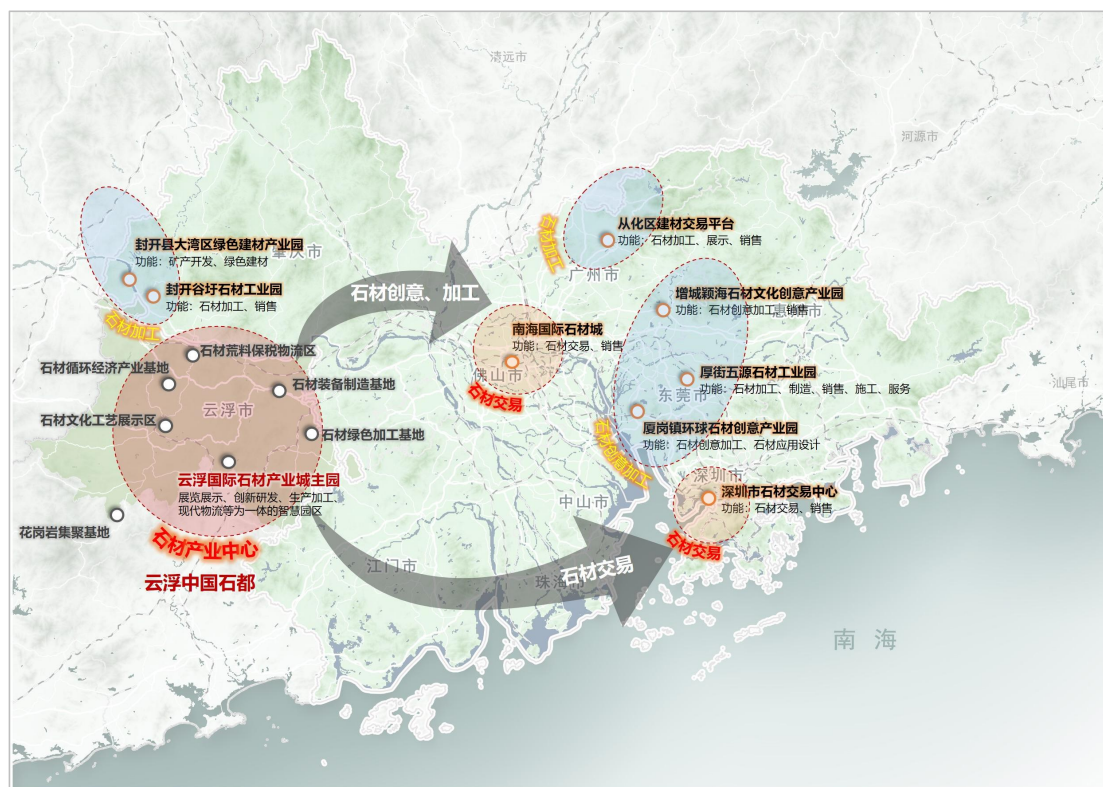 清远市
河源市
从化区建材交易平台
功能：石材加工、展示、销售
石材加工
广州市
封开县大湾区绿色建材产业园
功能：矿产开发、绿色建材
肇庆市
封开谷圩石材工业园
功能：石材加工、销售
石材加工
石材创意、加工
增城颖海石材文化创意产业园
功能：石材创意加工、销售
惠州市
南海国际石材城
功能：石材交易、销售
佛山市
石材交易
石材荒料保税物流区
石材循环经济产业基地
石材装备制造基地
云浮市
石材文化工艺展示区
石材绿色加工基地
厚街五源石材工业园
功能：石材加工、制造、销售、施工、服务
东莞市
汕尾市
厦岗镇环球石材创意产业园
功能：石材创意加工、石材应用设计
石材创意加工
云浮国际石材产业城主园
展览展示、创新研发、生产加工、
现代物流等为一体的智慧园区
深圳市
深圳市石材交易中心
功能：石材交易、销售
石材交易
中山市
花岗岩集聚基地
石材产业中心
云浮中国石都
江门市
珠海市
石材交易
南海